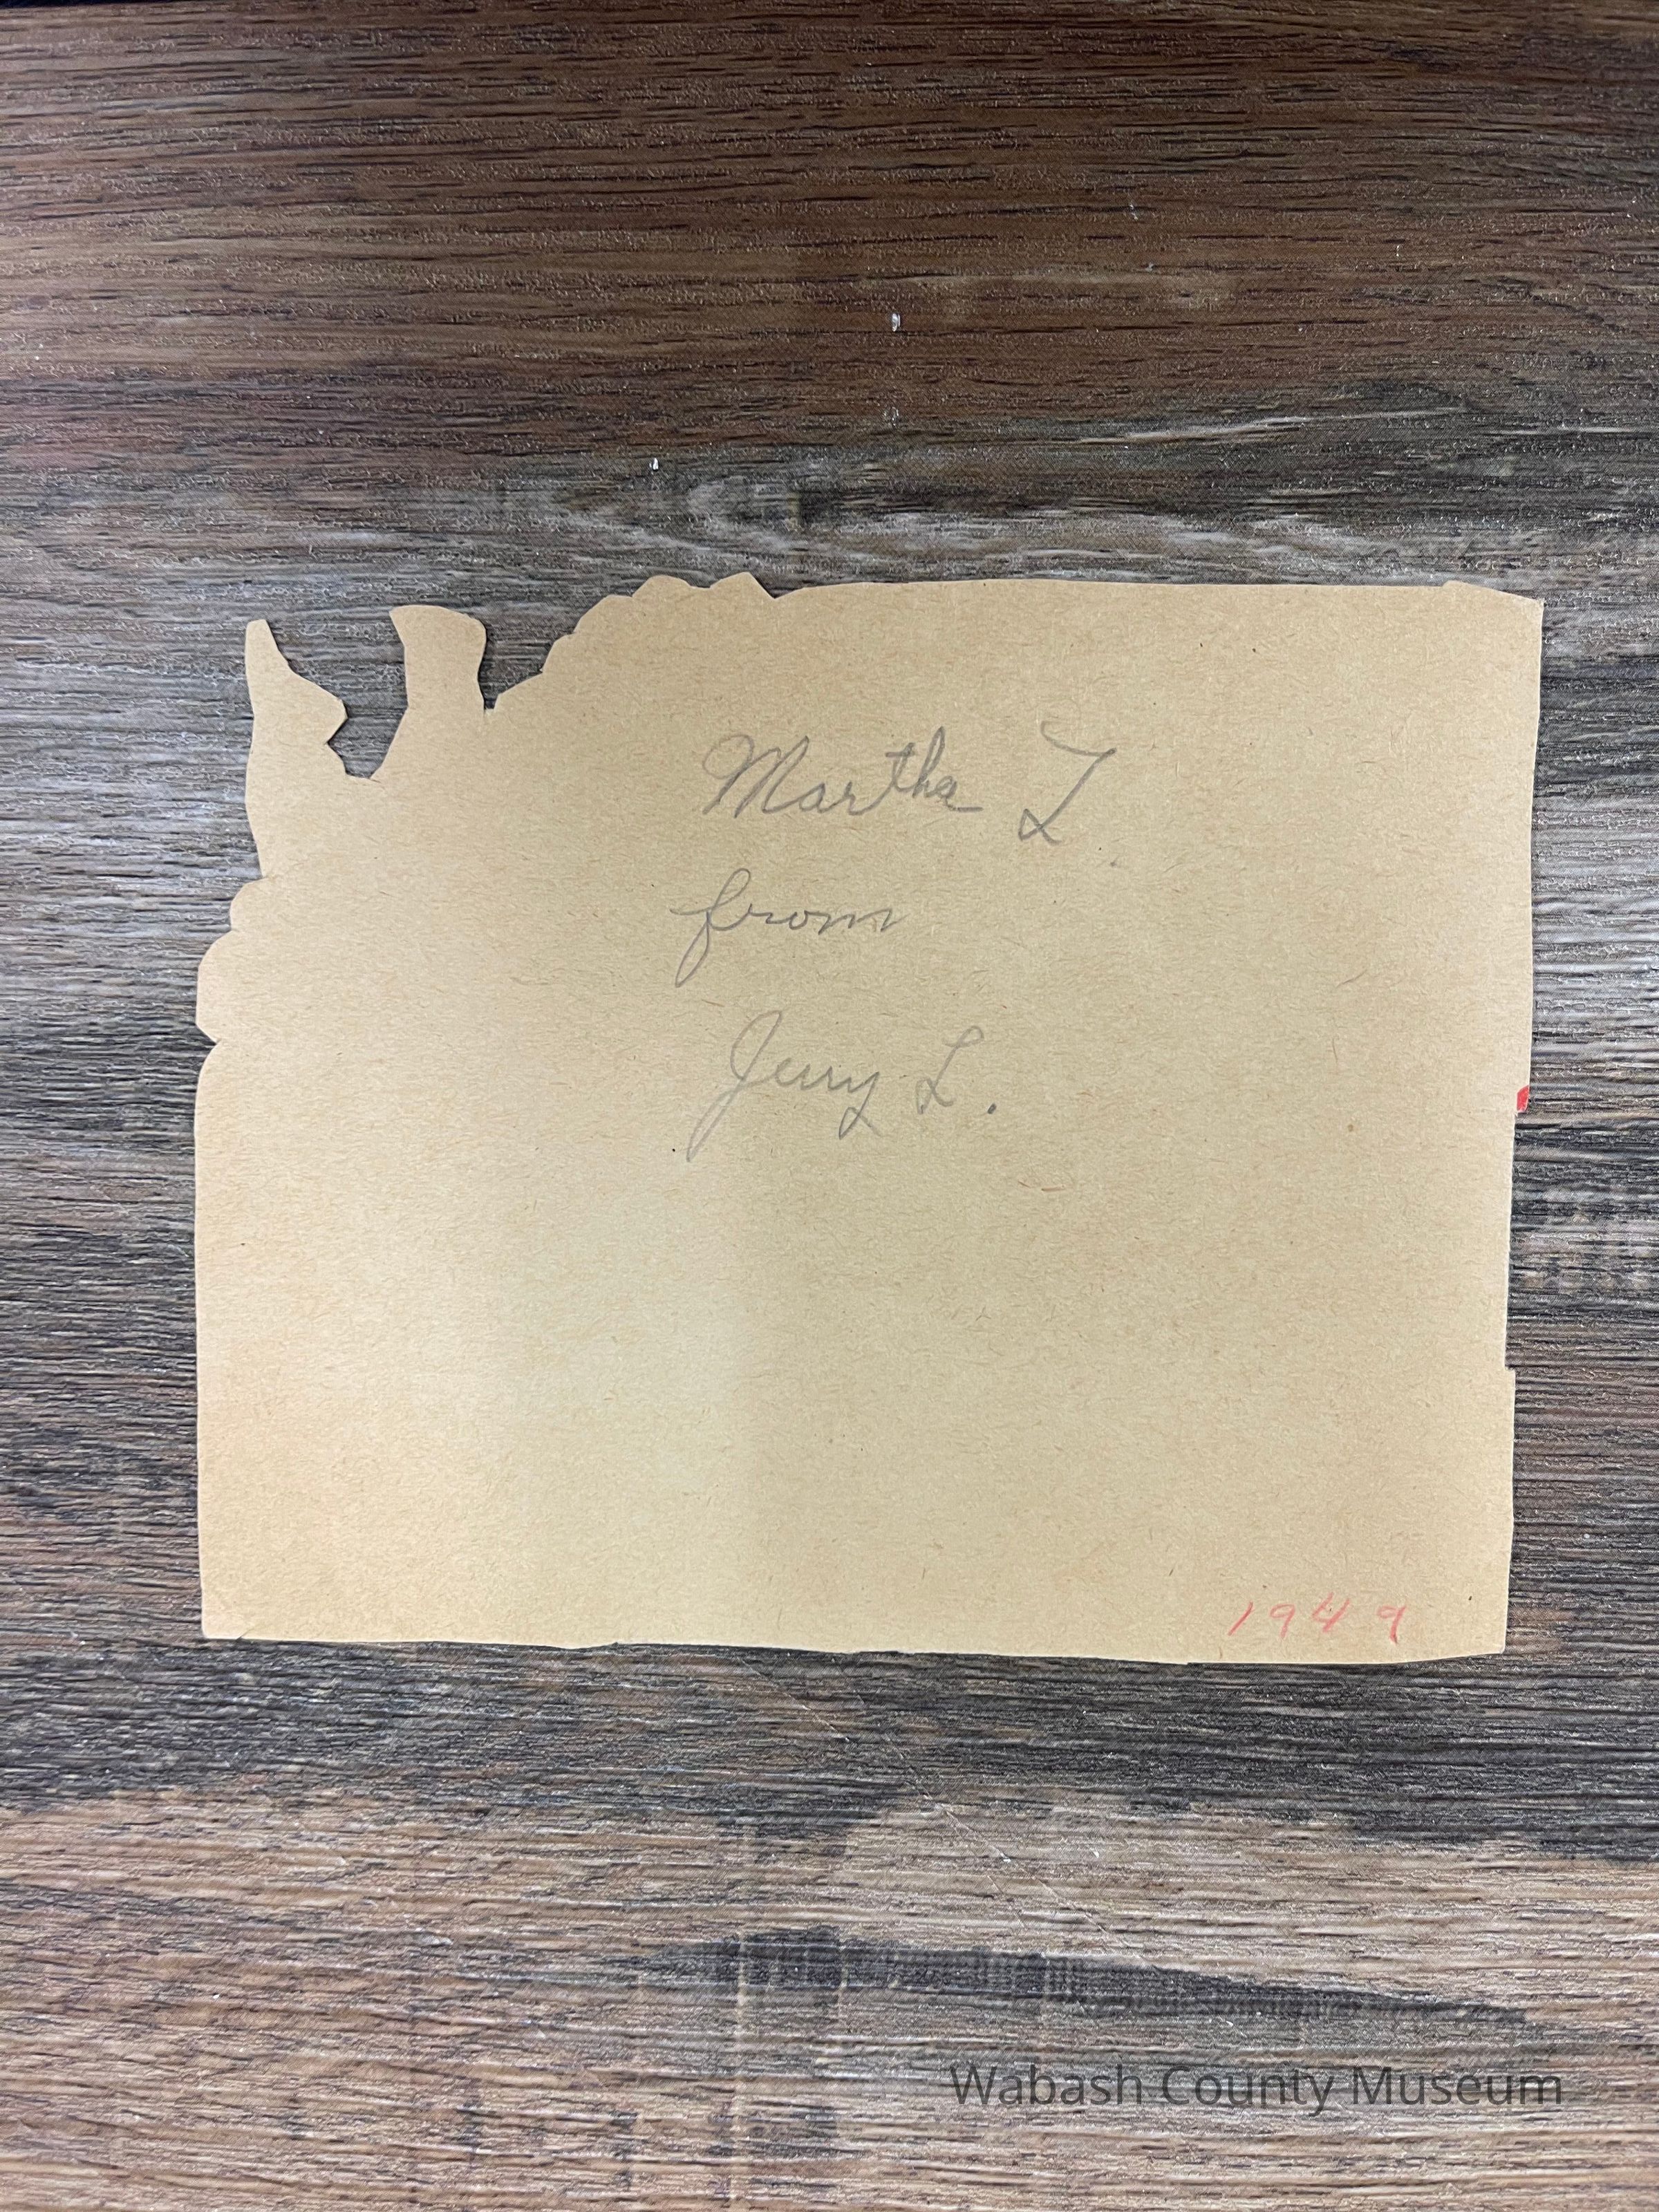 Martha L
from
Jerry L.
1949
Wabash County Museum